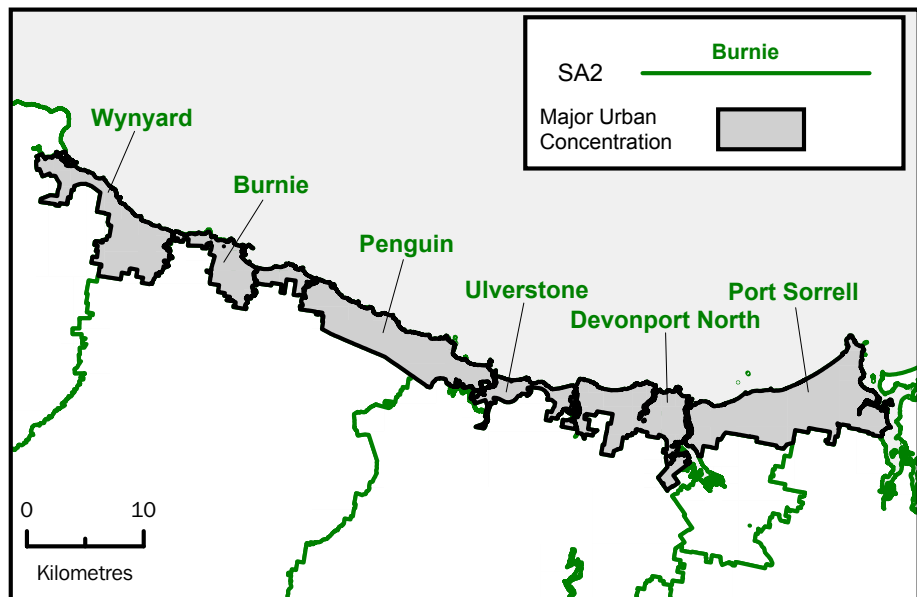 Burnie
SA2
Major Urban
Concentration
Wynyard
Burnie
Penguin
Ulverstone
Port Sorrell
Devonport North
0 10
Kilometres